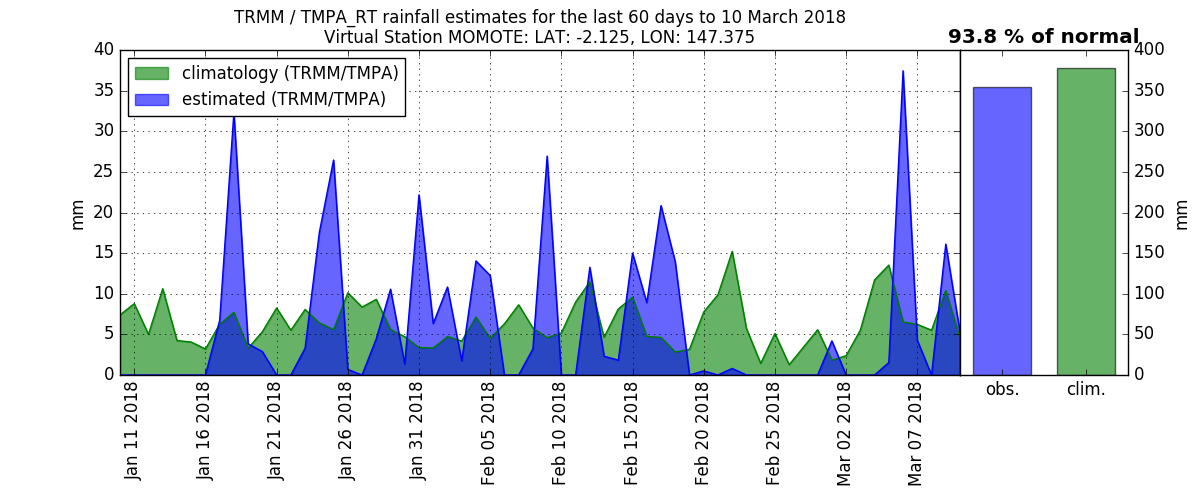 TRMM / TMPA_RT rainfall estimates for the last 60 days to 10 March 2018
Virtual Station MOMOTE: LAT: -2.125, LON: 147.375
93.8 % of normal
climatology (TRMM/TMPA)
estimated (TRMM/TMPA)
mm
40
35
30
25
20
15
10
5
0
Jan 11 2018
Jan 16 2018
Jan 21 2018
Jan 26 2018
Jan 31 2018
Feb 05 2018
Feb 10 2018
Feb 15 2018
Feb 20 2018
Feb 25 2018
Mar 02 2018
Mar 07 2018
obs.
clim.
400
350
300
250
200
150
100
50
0
mm